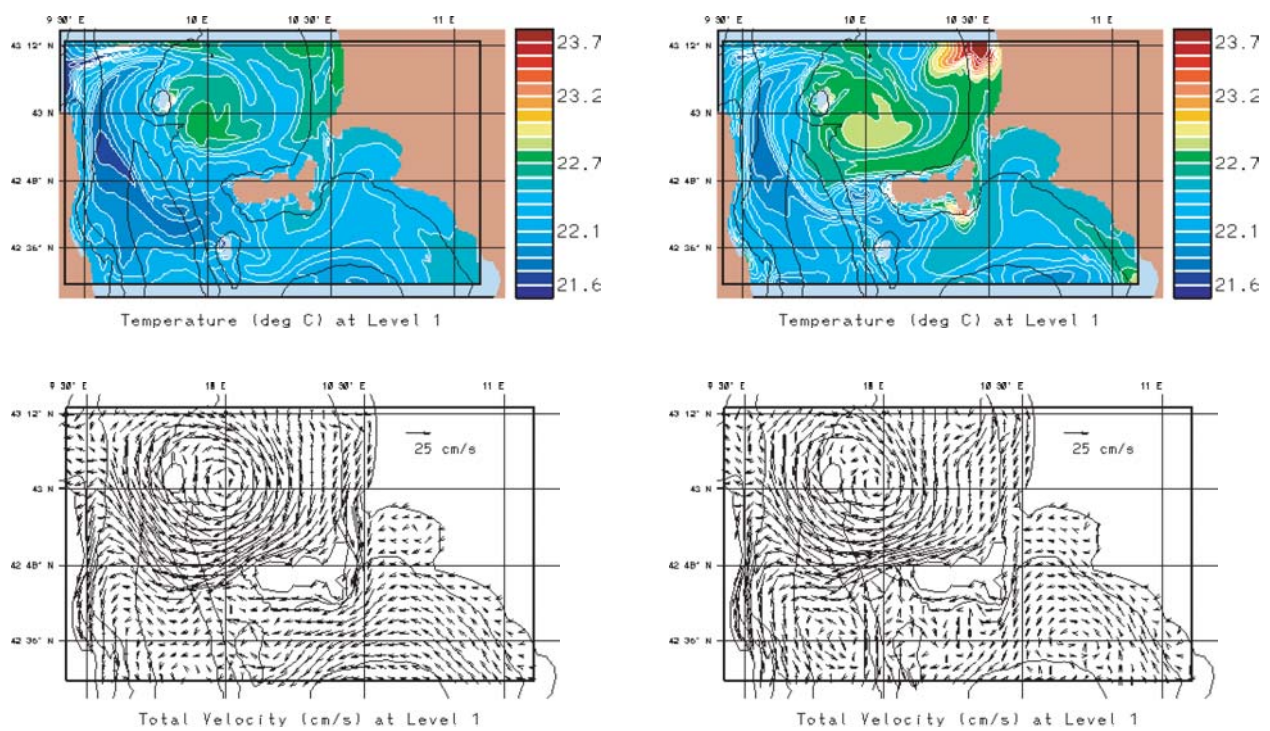 9 30' E 10 E 10 30' E 11 E
43 12' N
43 N
42 48' N
42 36' N
23.7
23.2
22.7
22.1
21.6
Temperature (deg C) at Level 1
9 30' E 10 E 10 30' E 11 E
43 12' N
43 N
42 48' N
42 36' N
23.7
23.2
22.7
22.1
21.6
Temperature (deg C) at Level 1
9 30' E 10 E 10 30' E 11 E
43 12' N
43 N
42 48' N
42 36' N
25 cm/s
Total Velocity (cm/s) at Level 1
9 30' E 10 E 10 30' E 11 E
43 12' N
43 N
42 48' N
42 36' N
25 cm/s
Total Velocity (cm/s) at Level 1